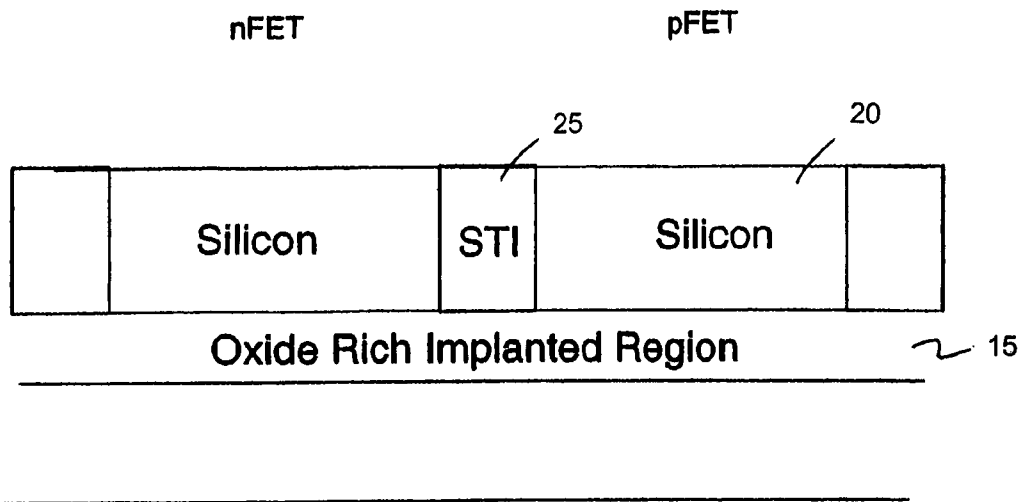 nFET pFET
25 20
Silicon STI Silicon
Oxide Rich Implanted Region 15